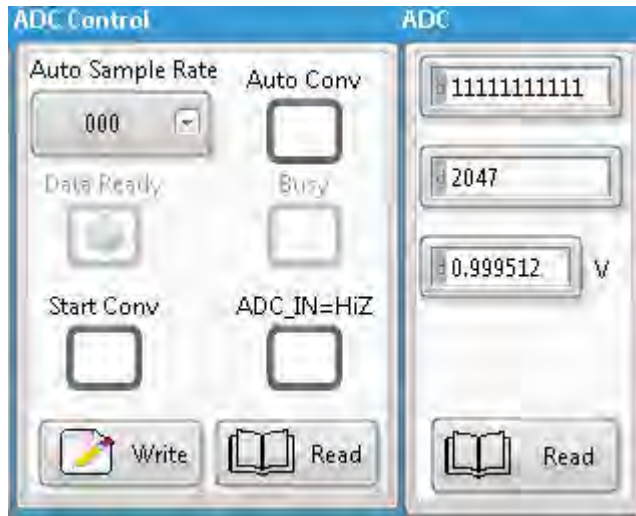 ADC Control
Auto Sample Rate
Auto Conv
000
Data Ready
Busy
Start Conv
ADC_IN=HiZ
Write
Read
ADC
b 11111111111
d 2047
d 0.999512 V
Read